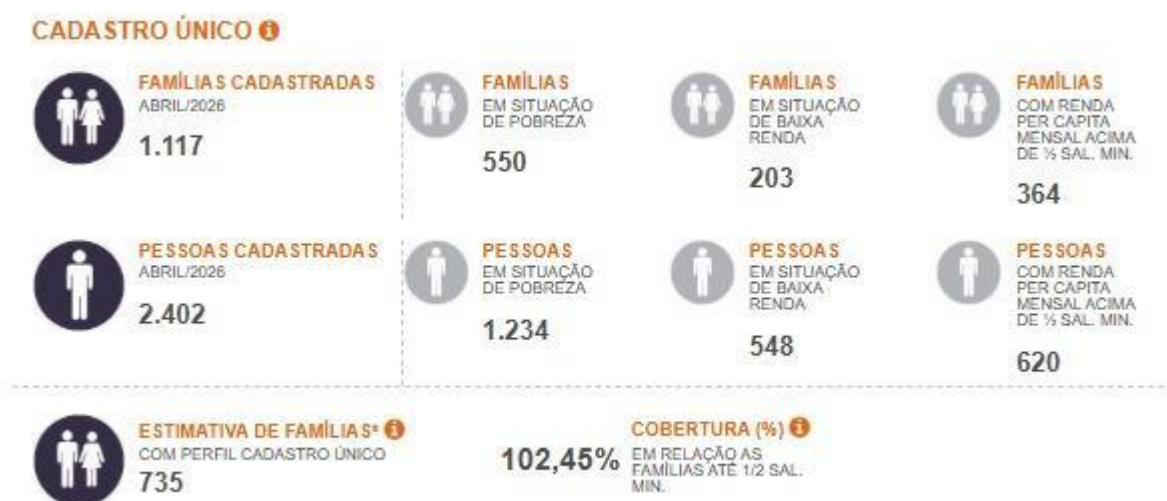 CADASTRO ÚNICO
FAMÍLIAS CADASTRADAS
ABRIL/2026
1.117
FAMÍLIAS
EM SITUAÇÃO
DE POBREZA
550
FAMÍLIAS
EM SITUAÇÃO
DE BAIXA
RENDA
203
FAMÍLIAS
COM RENDA
PER CAPITA
MENSAL ACIMA
DE ½ SAL. MIN.
364
PESSOAS CADASTRADAS
ABRIL/2026
2.402
PESSOAS
EM SITUAÇÃO
DE POBREZA
1.234
PESSOAS
EM SITUAÇÃO
DE BAIXA
RENDA
548
PESSOAS
COM RENDA
PER CAPITA
MENSAL ACIMA
DE ½ SAL. MIN.
620
ESTIMATIVA DE FAMÍLIAS*
COM PERFIL CADASTRO ÚNICO
735
102,45%
COBERTURA (%)
EM RELAÇÃO AS
FAMÍLIAS ATÉ 1/2 SAL.
MIN.